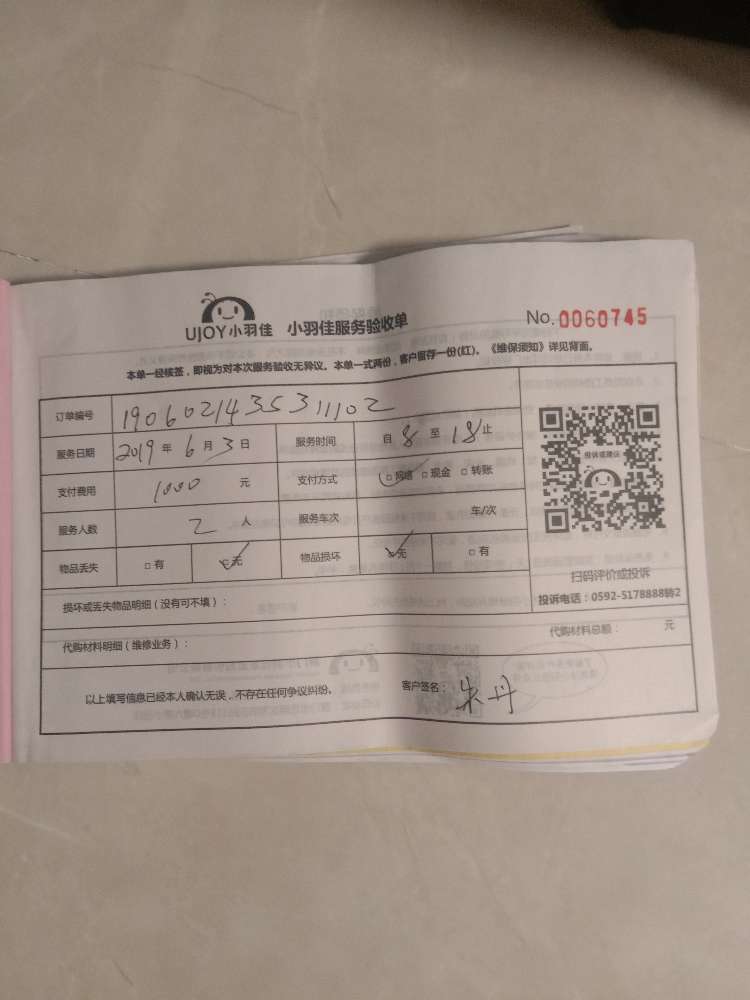 UJOY小羽佳 小羽佳服务验收单 No. 0060745
本单一经核签，即视为对本次服务验收无异议。本单一式两份，客户留存一份(红)。《维保须知》详见背面。
订单编号 1906021435311102
服务日期 2019 年 6 月 3 日 服务时间 自 8 至 18 止
投诉或建议
支付费用 1000 元 支付方式 □ 网络 □ 现金 □ 转账
服务人数 2 人 服务车次 车/次
物品丢失 □ 有 □ 无 物品损坏 □ 无 □ 有
扫码评价或投诉
投诉电话：0592-5178888转2
损坏或丢失物品明细（没有可不填）：
代购材料明细（维修业务）： 代购材料总额： 元
以上填写信息已经本人确认无误，不存在任何争议纠纷。 客户签名： 朱丹